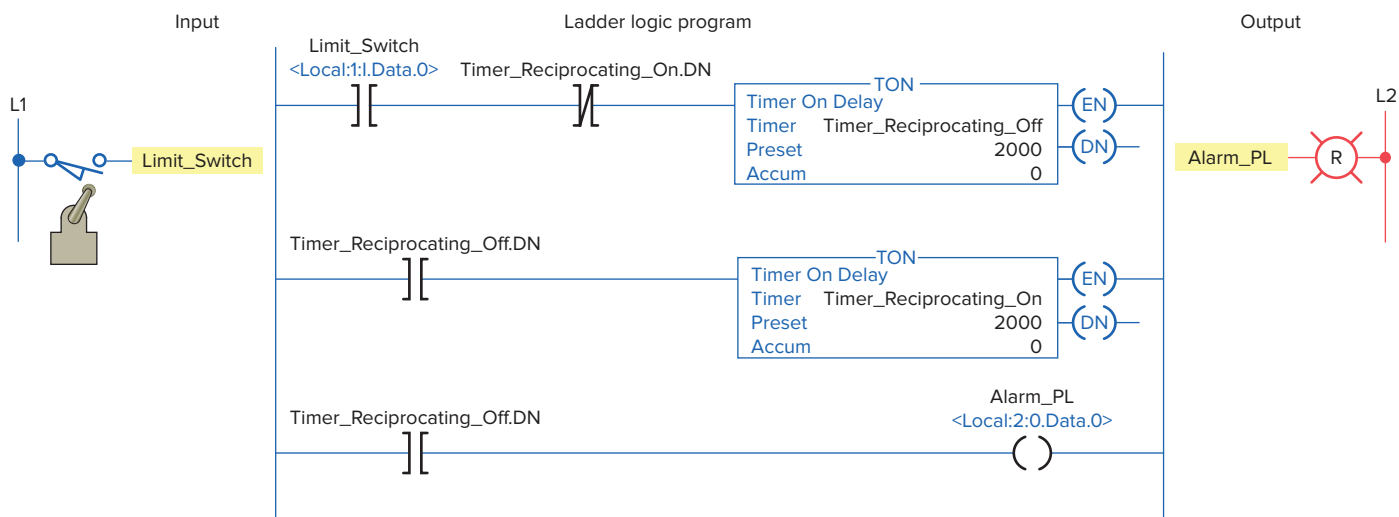 Input
Ladder logic program
Output
Limit_Switch
<Local:1:I.Data.0>
Timer_Reciprocating_On.DN
TON
Timer On Delay
Timer Timer_Reciprocating_Off
Preset 2000
Accum 0
EN
DN
L1
Limit_Switch
L2
Alarm_PL
R
Timer_Reciprocating_Off.DN
TON
Timer On Delay
Timer Timer_Reciprocating_On
Preset 2000
Accum 0
EN
DN
Timer_Reciprocating_Off.DN
Alarm_PL
<Local:2:0.Data.0>